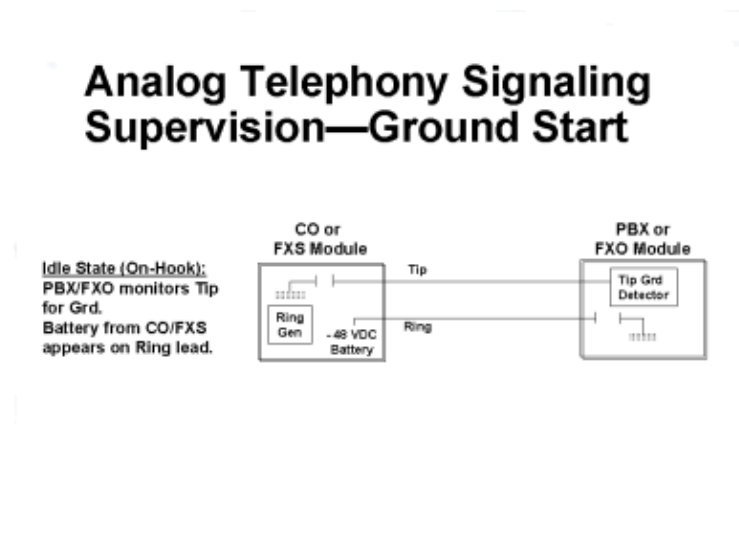 Analog Telephony Signaling
Supervision—Ground Start
CO or
FXS Module
PBX or
FXO Module
Idle State (On-Hook):
PBX/FXO monitors Tip
for Grd.
Battery from CO/FXS
appears on Ring lead.
Tip
Tip Grd
Detector
Ring
Gen
-48 VDC
Battery
Ring